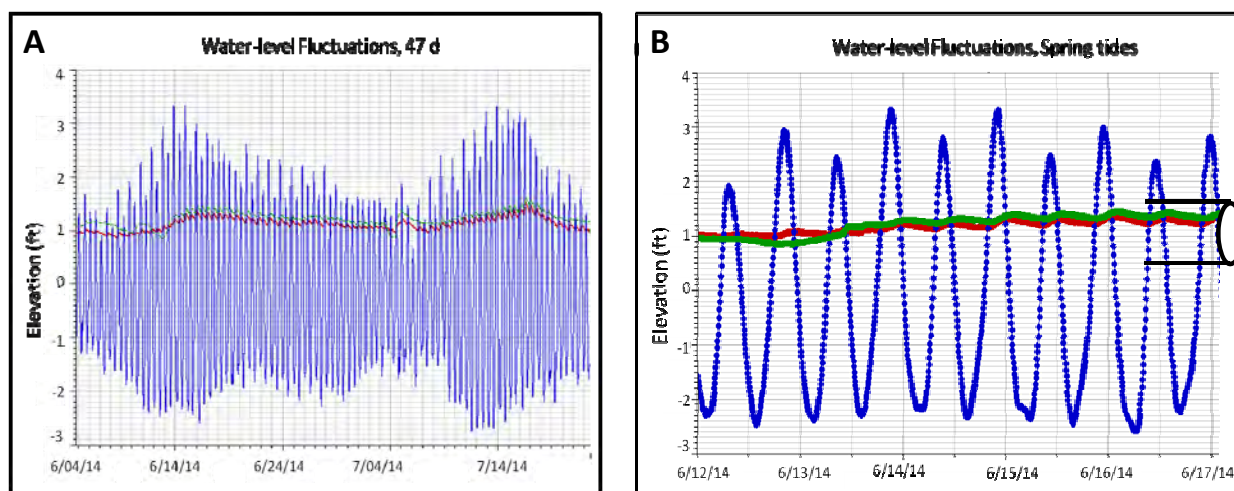 A
Water-level Fluctuations, 47 d
Elevation (ft)
4
3
2
1
0
-1
-2
-3
6/04/14 6/14/14 6/24/14 7/04/14 7/14/14
B
Water-level Fluctuations, Spring tides
Elevation (ft)
4
3
2
1
0
-1
-2
-3
6/12/14 6/13/14 6/14/14 6/15/14 6/16/14 6/17/14